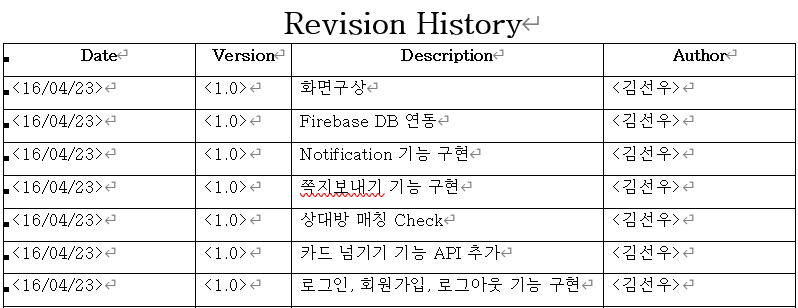 Revision History
Date Version Description Author
<16/04/23> <1.0> 화면구상 <김선우>
<16/04/23> <1.0> Firebase DB 연동 <김선우>
<16/04/23> <1.0> Notification 기능 구현 <김선우>
<16/04/23> <1.0> 쪽지보내기 기능 구현 <김선우>
<16/04/23> <1.0> 상대방 매칭 Check <김선우>
<16/04/23> <1.0> 카드 넘기기 기능 API 추가 <김선우>
<16/04/23> <1.0> 로그인, 회원가입, 로그아웃 기능 구현 <김선우>